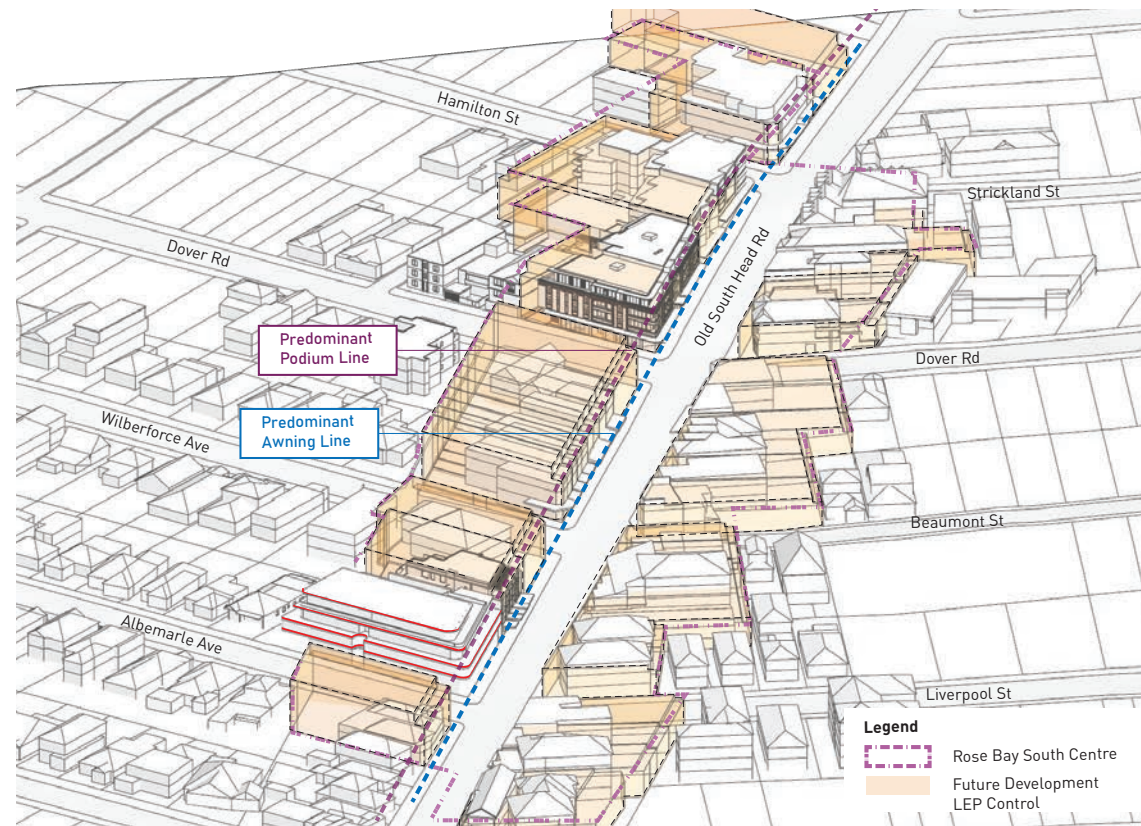 Hamilton St
Strickland St
Dover Rd
Old South Head Rd
Predominant
Podium Line
Dover Rd
Predominant
Awning Line
Wilberforce Ave
Beaumont St
Albemarle Ave
Liverpool St
Legend
Rose Bay South Centre
Future Development
LEP Control